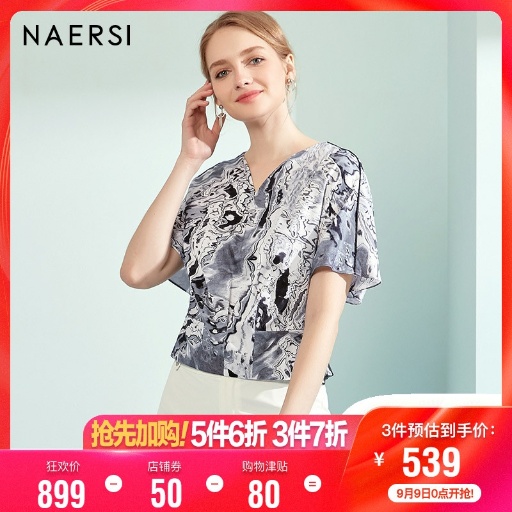 NAERSI
抢先加购! 5件6折 3件7折
3件预估到手价:
¥ 539
9月9日0点开抢!
狂欢价 店铺券 购物津贴
899 - 50 - 80 =